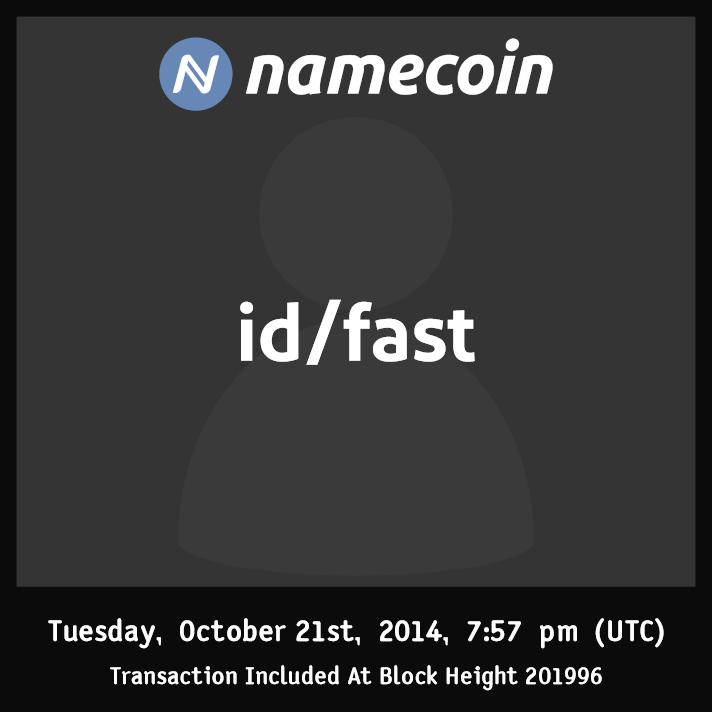 namecoin
id/fast
Tuesday, October 21st, 2014, 7:57 pm (UTC)
Transaction Included At Block Height 201996